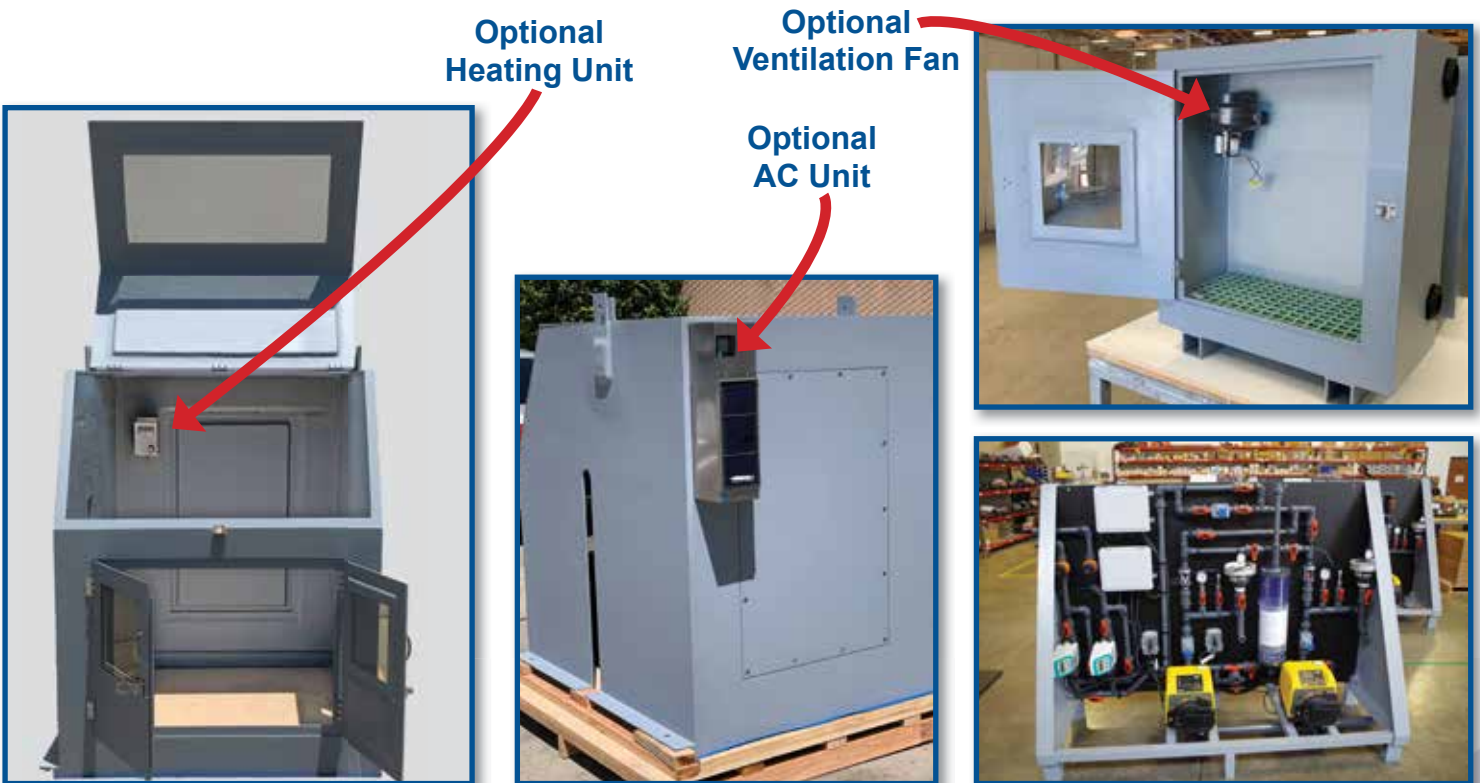 Optional
Heating Unit
Optional
Ventilation Fan
Optional
AC Unit